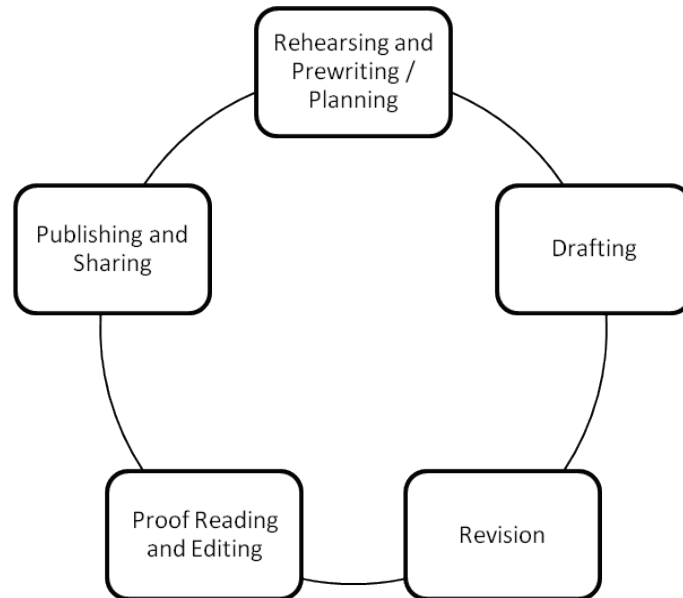 Rehearsing and
Prewriting /
Planning
Drafting
Revision
Proof Reading
and Editing
Publishing and
Sharing